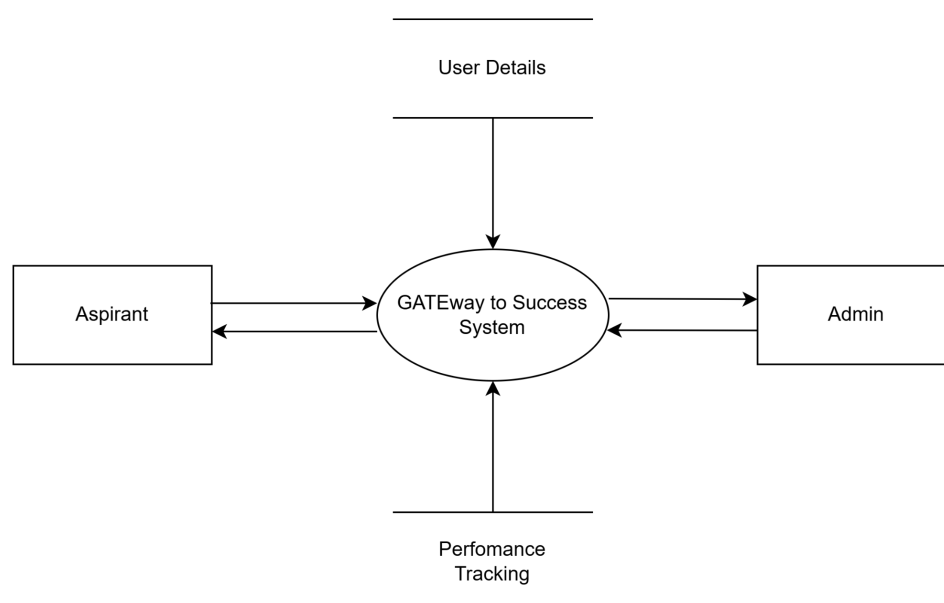 User Details
Aspirant
GATEway to Success
System
Admin
Perfomance
Tracking